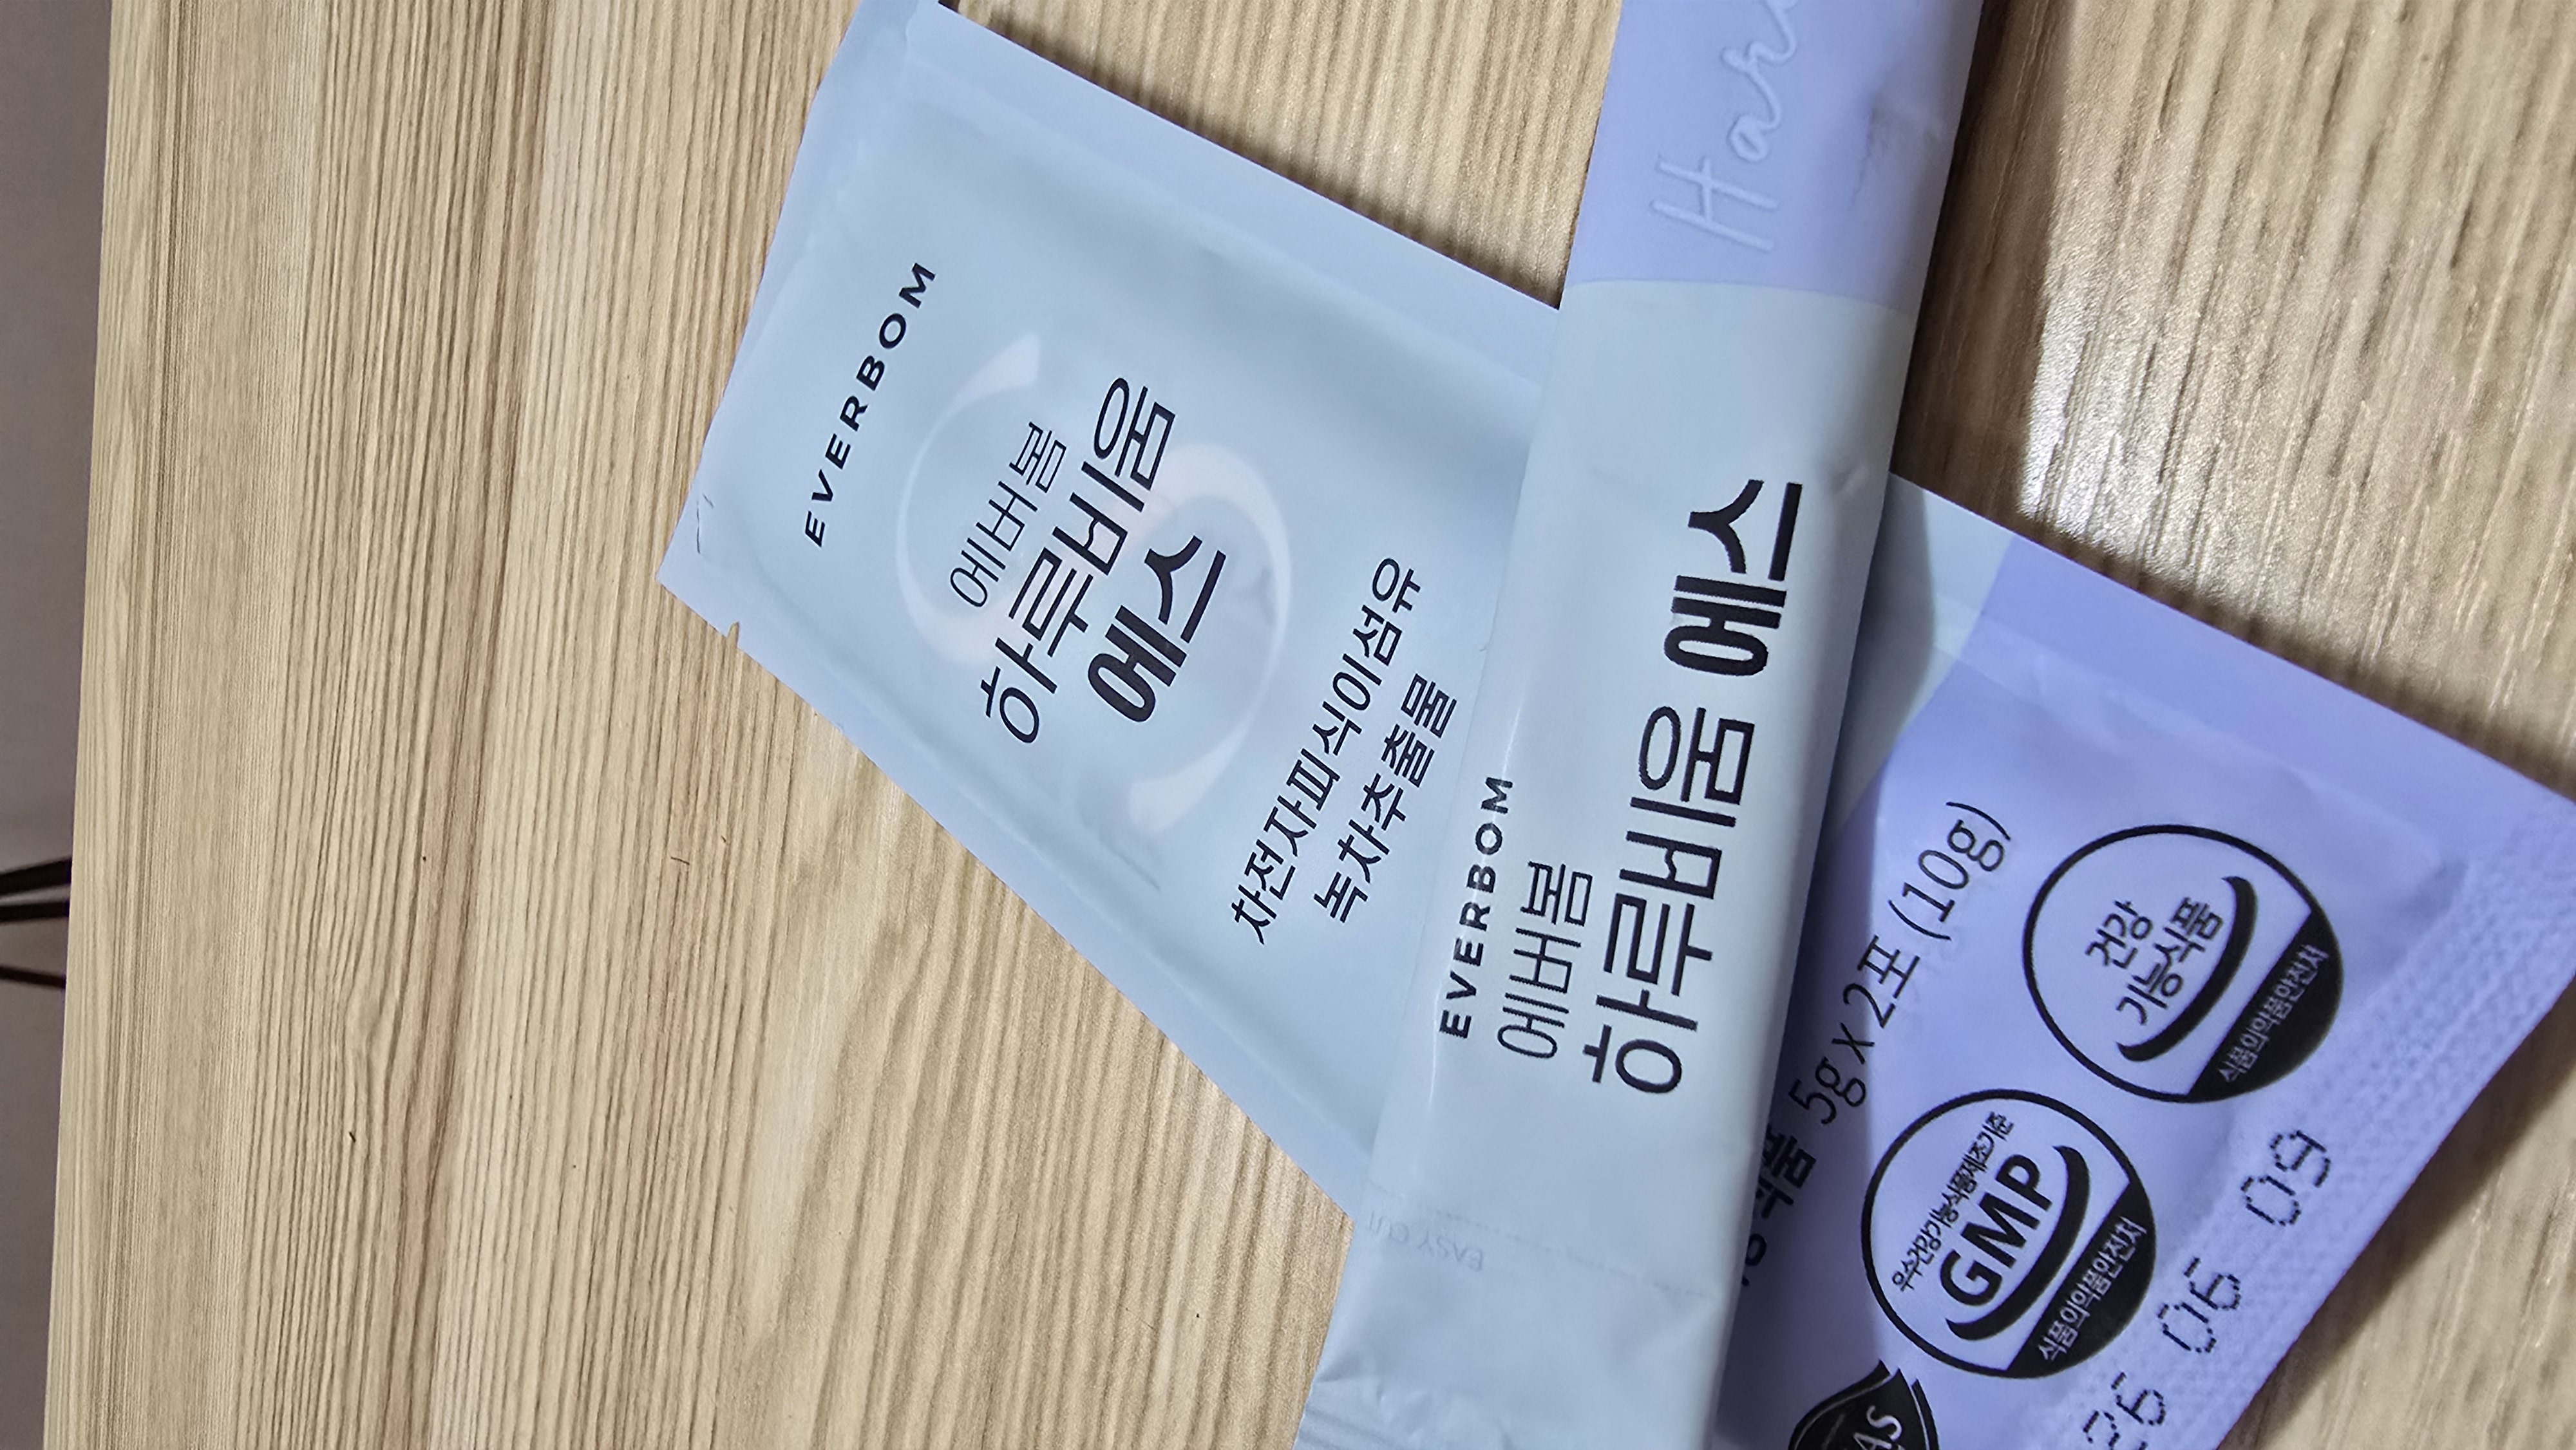 EVERBOM
에버봄
하루비움
에스
차전자피식이섬유
녹차추출물
EVERBOM
에버봄
하루비움 에스
EASY CUT
5g x 2포 (10g)
건강
기능식품
식품의약품안전처
우수건강기능식품제조기준
GMP
식품의약품안전처
26 06 09